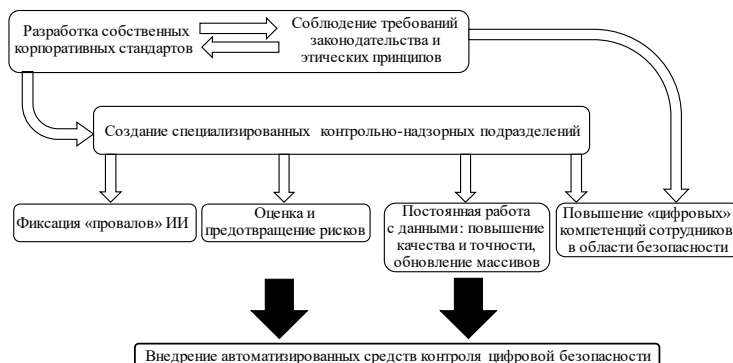 Разработка собственных
корпоративных стандартов
Соблюдение требований
законодательства и
этических принципов
Создание специализированных контрольно-надзорных подразделений
Фиксация «провалов» ИИ
Оценка и
предотвращение рисков
Постоянная работа
с данными: повышение
качества и точности,
обновление массивов
Повышение «цифровых»
компетенций сотрудников
в области безопасности
Внедрение автоматизированных средств контроля цифровой безопасности